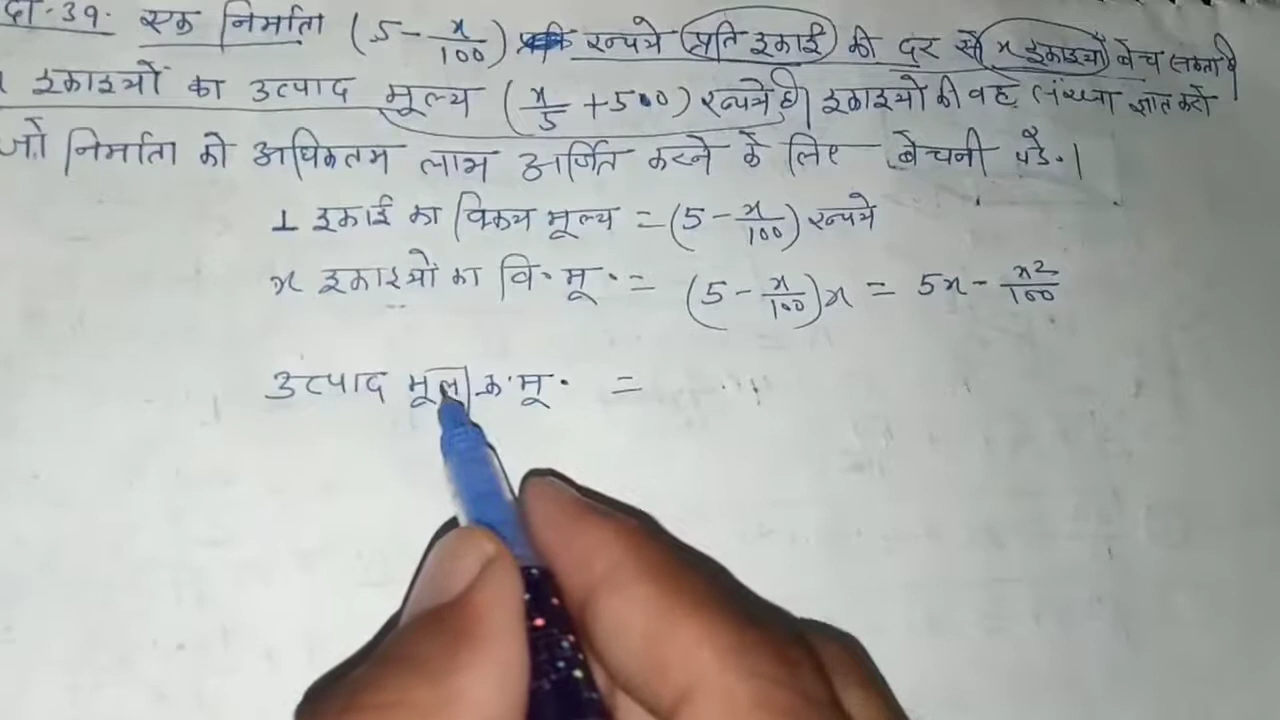 दा.39. एक निर्माता (5 - x/100) रूपये प्रति इकाई की दर से x इकाइयाँ बेच सकता है
इकाइयों का उत्पाद मूल्य (x/5 + 500) रूपये है। इकाइयों की वह संख्या ज्ञात करो
जो निर्माता को अधिकतम लाभ अर्जित करने के लिए बेचनी पड़े।
1 इकाई का विक्रय मूल्य = (5 - x/100) रूपये
x इकाइयों का वि. मू. = (5 - x/100)x = 5x - x²/100
उत्पाद मूल क. मू. =